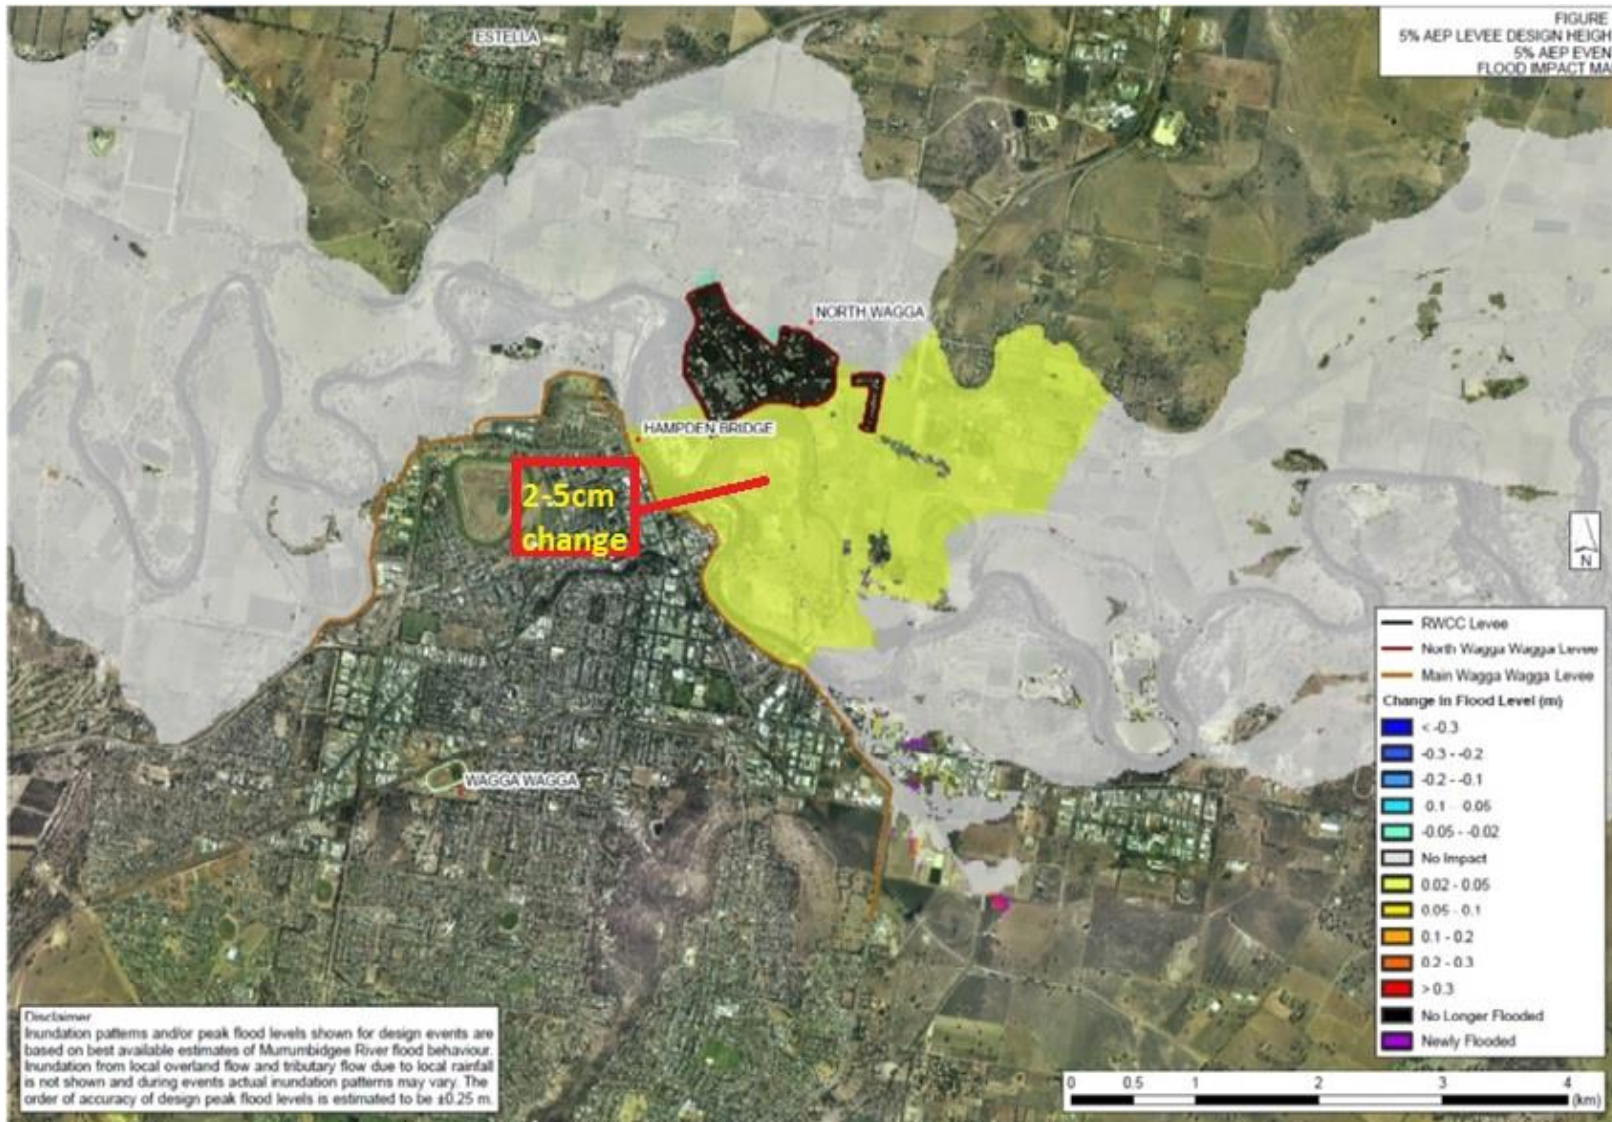 FIGURE
5% AEP LEVEE DESIGN HEIGH
5% AEP EVEN
FLOOD IMPACT MA
ESTELLA
NORTH WAGGA
HAMPDEN BRIDGE
2-5cm
change
WAGGA WAGGA
N
RWCC Levee
North Wagga Wagga Levee
Main Wagga Wagga Levee
Change In Flood Level (m)
< -0.3
-0.3 - -0.2
-0.2 - -0.1
-0.1 - -0.05
-0.05 - -0.02
No Impact
0.02 - 0.05
0.05 - 0.1
0.1 - 0.2
0.2 - 0.3
> 0.3
No Longer Flooded
Newly Flooded
Disclaimer
Inundation patterns and/or peak flood levels shown for design events are
based on best available estimates of Murrumbidgee River flood behaviour.
Inundation from local overland flow and tributary flow due to local rainfall
is not shown and during events actual inundation patterns may vary. The
order of accuracy of design peak flood levels is estimated to be ±0.25 m.
0 0.5 1 2 3 4
(km)